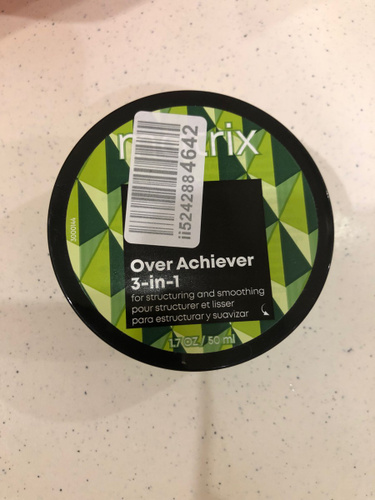 ii5242884642
Over Achiever
3-in-1
for structuring and smoothing
pour structurer et lisser
para estructurar y suavizar
1.7 OZ / 50 ml